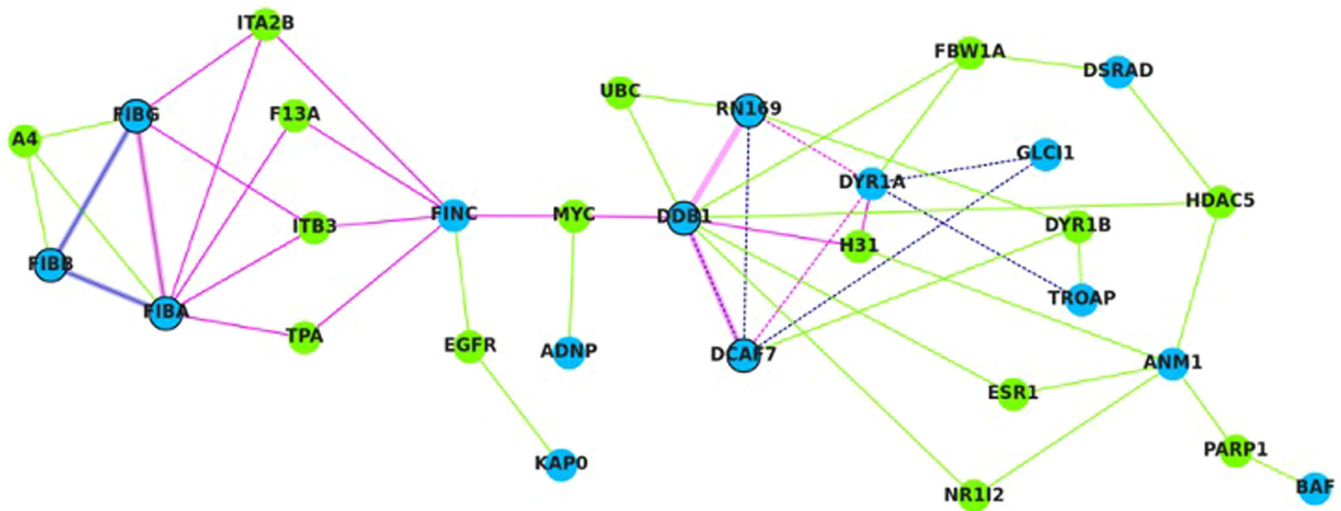 ITA2B
FBW1A
DSRAD
UBC
RN169
FIBG
F13A
A4
GLCI1
DYR1A
HDAC5
FINC
MYC
DDB1
ITB3
DYR1B
H31
FIBB
TROAP
FIBA
TPA
EGFR
ADNP
DCAF7
ANM1
ESR1
PARP1
KAP0
BAF
NR1I2